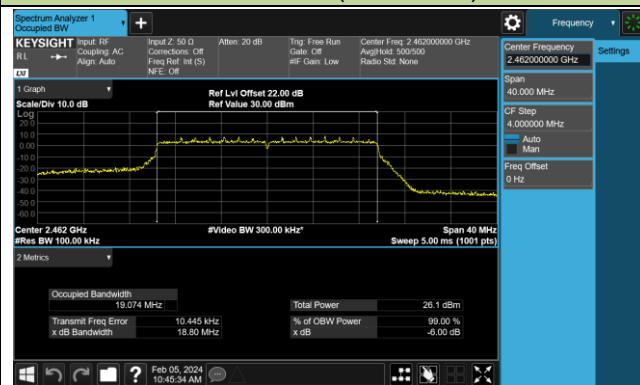 Spectrum Analyzer 1
Occupied BW
Frequency
KEYSIGHT
Input: RF
Coupling: AC
Align: Auto
Input Z: 50 Ω
Corrections: Off
Freq Ref: Int (S)
NFE: Off
Atten: 20 dB
Trig: Free Run
Gate: Off
#IF Gain: Low
Center Freq: 2.462000000 GHz
Avg|Hold: 500/500
Radio Std: None
RL
LXI
Center Frequency
2.462000000 GHz
Settings
Span
40.000 MHz
CF Step
4.000000 MHz
Auto
Man
Freq Offset
0 Hz
1 Graph
Scale/Div 10.0 dB
Ref Lvl Offset 22.00 dB
Ref Value 30.00 dBm
Log
20.0
10.0
0.00
-10.0
-20.0
-30.0
-40.0
-50.0
-60.0
Center 2.462 GHz
#Video BW 300.00 kHz*
Span 40 MHz
#Res BW 100.00 kHz
Sweep 5.00 ms (1001 pts)
2 Metrics
Occupied Bandwidth
19.074 MHz
Total Power 26.1 dBm
Transmit Freq Error 10.445 kHz
% of OBW Power 99.00 %
x dB Bandwidth 18.80 MHz
x dB -6.00 dB
Feb 05, 2024
10:45:34 AM